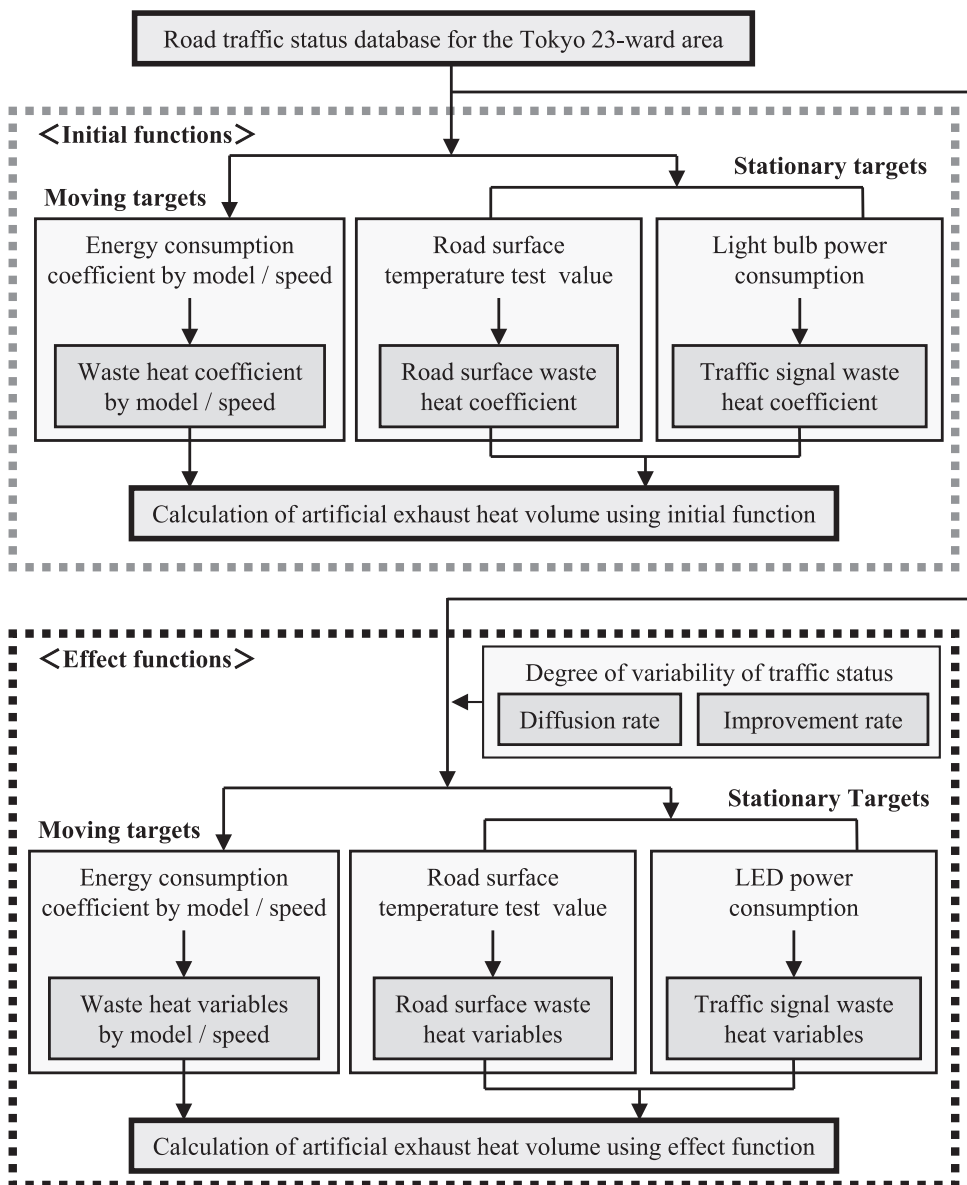 Road traffic status database for the Tokyo 23-ward area
＜Initial functions＞
Stationary targets
Moving targets
Energy consumption
coefficient by model / speed
Waste heat coefficient
by model / speed
Road surface
temperature test value
Road surface waste
heat coefficient
Light bulb power
consumption
Traffic signal waste
heat coefficient
Calculation of artificial exhaust heat volume using initial function
＜Effect functions＞
Degree of variability of traffic status
Diffusion rate
Improvement rate
Stationary Targets
Moving targets
Energy consumption
coefficient by model / speed
Waste heat variables
by model / speed
Road surface
temperature test value
Road surface waste
heat variables
LED power
consumption
Traffic signal waste
heat variables
Calculation of artificial exhaust heat volume using effect function